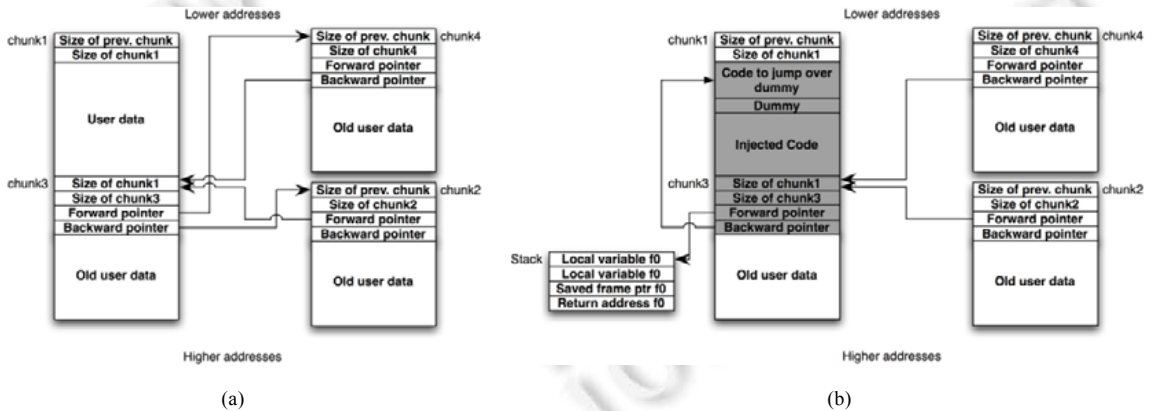 Lower addresses
chunk1
Size of prev. chunk
Size of chunk1
User data
chunk3
Size of chunk1
Size of chunk3
Forward pointer
Backward pointer
Old user data
Size of prev. chunk
chunk4
Size of chunk4
Forward pointer
Backward pointer
Old user data
Size of prev. chunk
chunk2
Size of chunk2
Forward pointer
Backward pointer
Old user data
Higher addresses
(a)
Lower addresses
chunk1
Size of prev. chunk
Size of chunk1
Code to jump over
dummy
Dummy
Injected Code
chunk3
Size of chunk1
Size of chunk3
Forward pointer
Backward pointer
Old user data
Stack
Local variable f0
Local variable f0
Saved frame ptr f0
Return address f0
Size of prev. chunk
chunk4
Size of chunk4
Forward pointer
Backward pointer
Old user data
Size of prev. chunk
chunk2
Size of chunk2
Forward pointer
Backward pointer
Old user data
Higher addresses
(b)